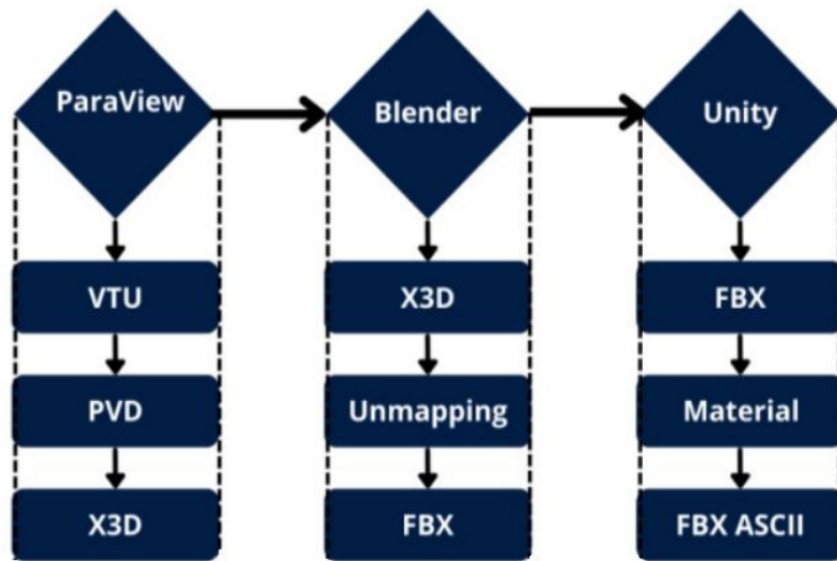 ParaView
Blender
Unity
VTU
X3D
FBX
PVD
Unmapping
Material
X3D
FBX
FBX ASCII